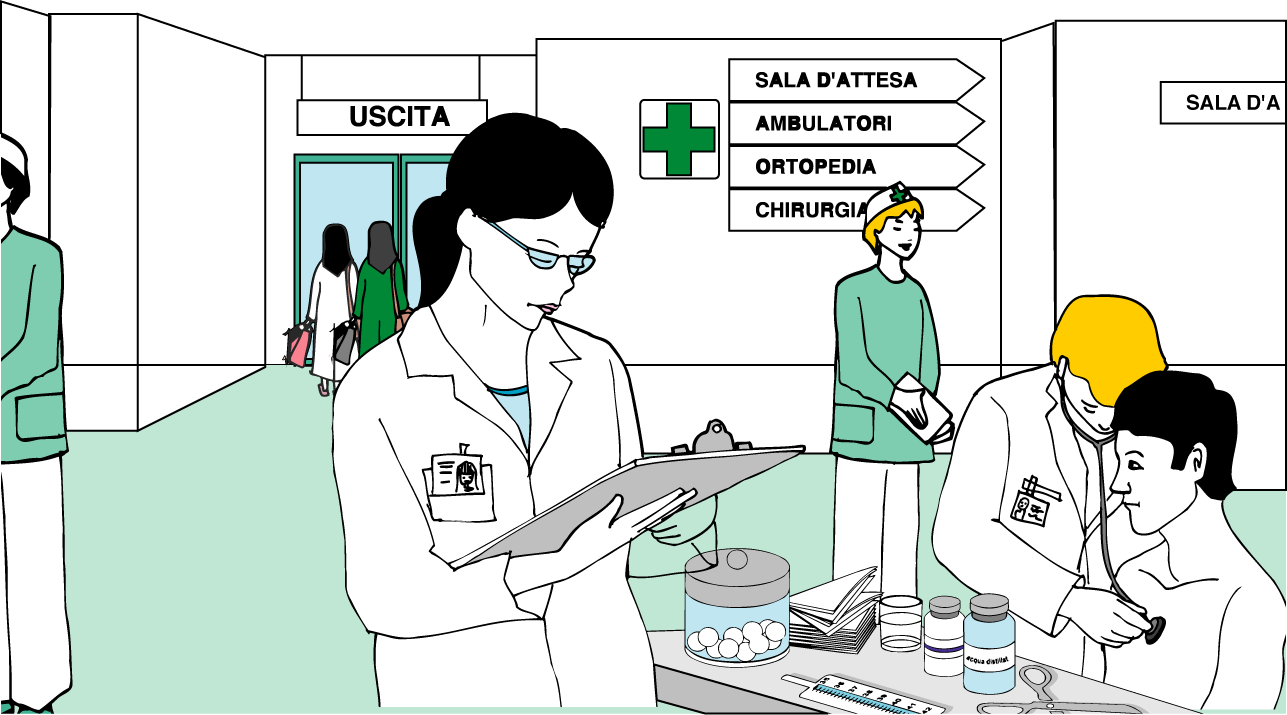 USCITA
SALA D'ATTESA
AMBULATORI
ORTOPEDIA
CHIRURGIA
SALA D'A
acqua distillat